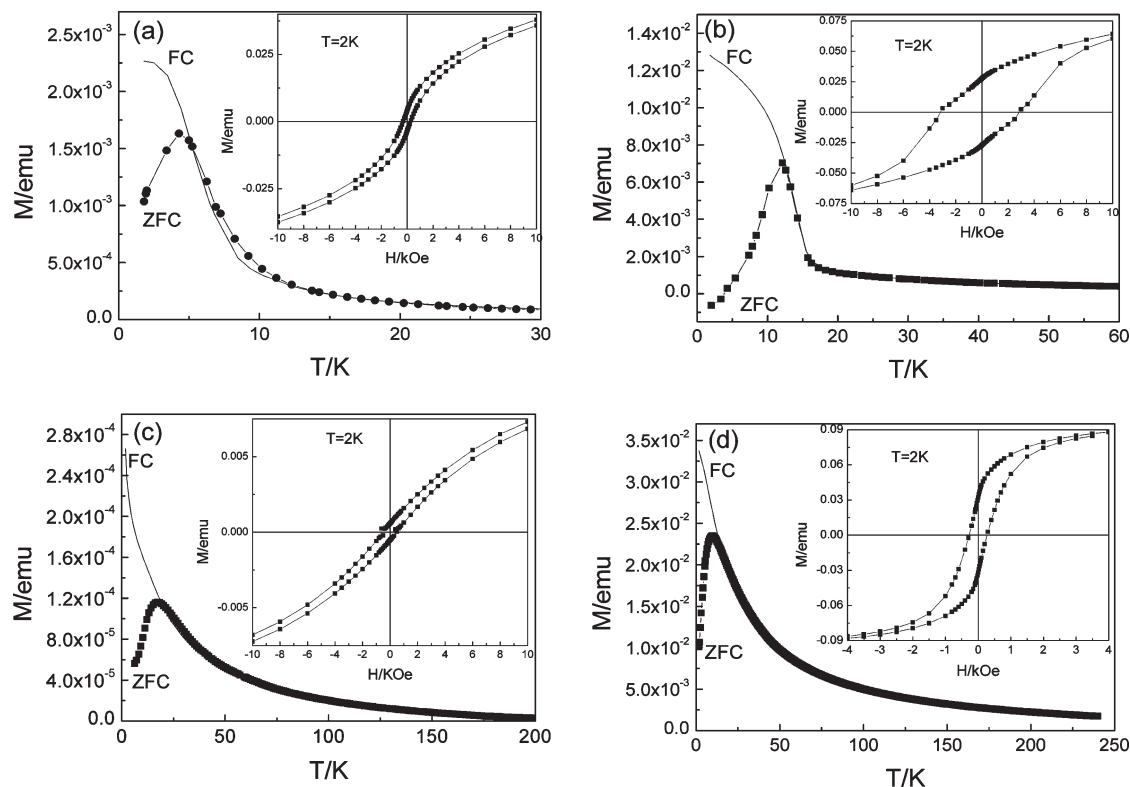 (a)
FC
ZFC
M/emu
2.5x10⁻³
2.0x10⁻³
1.5x10⁻³
1.0x10⁻³
5.0x10⁻⁴
0.0
0 10 20 30
T/K
T=2K
M/emu
0.025
0.000
-0.025
-10 -8 -6 -4 -2 0 2 4 6 8 10
H/kOe
(b)
FC
ZFC
M/emu
1.4x10⁻²
1.2x10⁻²
1.0x10⁻²
8.0x10⁻³
6.0x10⁻³
4.0x10⁻³
2.0x10⁻³
0.0
0 10 20 30 40 50 60
T/K
T=2K
M/emu
0.075
0.050
0.025
0.000
-0.025
-0.050
-0.075
-10 -8 -6 -4 -2 0 2 4 6 8 10
H/kOe
(c)
FC
ZFC
M/emu
2.8x10⁻⁴
2.4x10⁻⁴
2.0x10⁻⁴
1.6x10⁻⁴
1.2x10⁻⁴
8.0x10⁻⁵
4.0x10⁻⁵
0.0
0 50 100 150 200
T/K
T=2K
M/emu
0.005
0.000
-0.005
-10 -8 -6 -4 -2 0 2 4 6 8 10
H/KOe
(d)
FC
ZFC
M/emu
3.5x10⁻²
3.0x10⁻²
2.5x10⁻²
2.0x10⁻²
1.5x10⁻²
1.0x10⁻²
5.0x10⁻³
0.0
0 50 100 150 200 250
T/K
T=2K
M/emu
0.09
0.06
0.03
0.00
-0.03
-0.06
-0.09
-4 -3 -2 -1 0 1 2 3 4
H/kOe